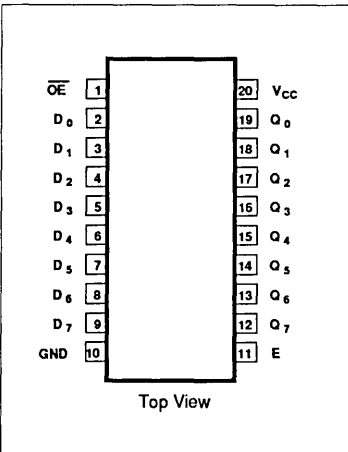 OE 1 20 VCC
D0 2 19 Q0
D1 3 18 Q1
D2 4 17 Q2
D3 5 16 Q3
D4 6 15 Q4
D5 7 14 Q5
D6 8 13 Q6
D7 9 12 Q7
GND 10 11 E
Top View